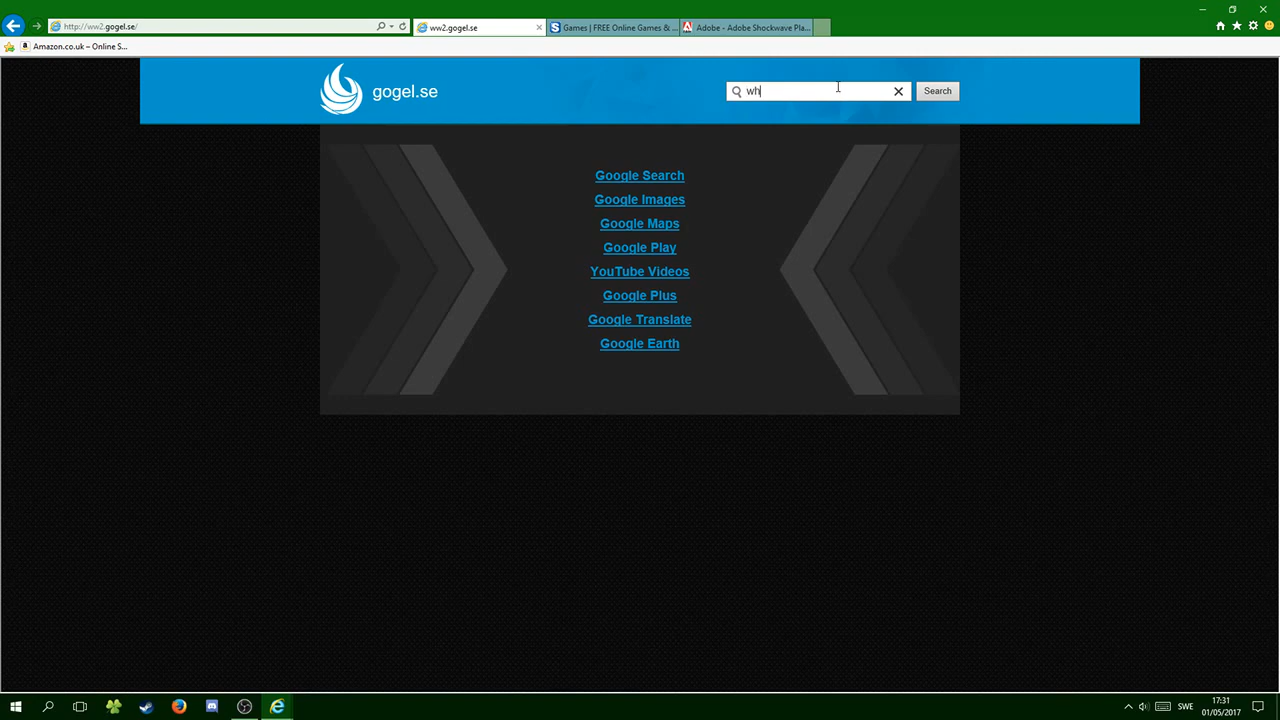 http://ww2.gogel.se/
ww2.gogel.se
Games | FREE Online Games & ...
Adobe - Adobe Shockwave Pla...
Amazon.co.uk – Online S...
gogel.se
wh
Search
Google Search
Google Images
Google Maps
Google Play
YouTube Videos
Google Plus
Google Translate
Google Earth
SWE
17:31
01/05/2017